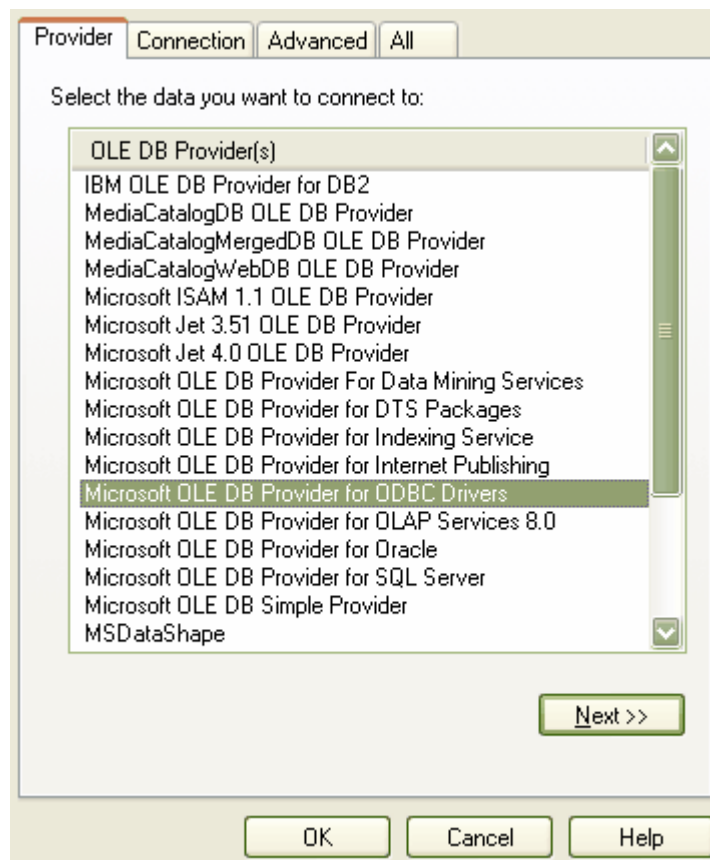 Provider Connection Advanced All
Select the data you want to connect to:
OLE DB Provider(s)
IBM OLE DB Provider for DB2
MediaCatalogDB OLE DB Provider
MediaCatalogMergedDB OLE DB Provider
MediaCatalogWebDB OLE DB Provider
Microsoft ISAM 1.1 OLE DB Provider
Microsoft Jet 3.51 OLE DB Provider
Microsoft Jet 4.0 OLE DB Provider
Microsoft OLE DB Provider For Data Mining Services
Microsoft OLE DB Provider for DTS Packages
Microsoft OLE DB Provider for Indexing Service
Microsoft OLE DB Provider for Internet Publishing
Microsoft OLE DB Provider for ODBC Drivers
Microsoft OLE DB Provider for OLAP Services 8.0
Microsoft OLE DB Provider for Oracle
Microsoft OLE DB Provider for SQL Server
Microsoft OLE DB Simple Provider
MSDataShape
Next >>
OK Cancel Help